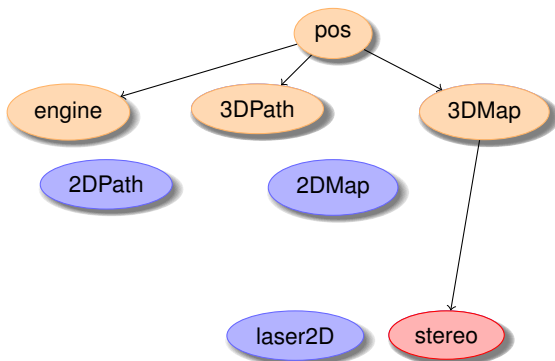 pos
engine
3DPath
3DMap
2DPath
2DMap
laser2D
stereo